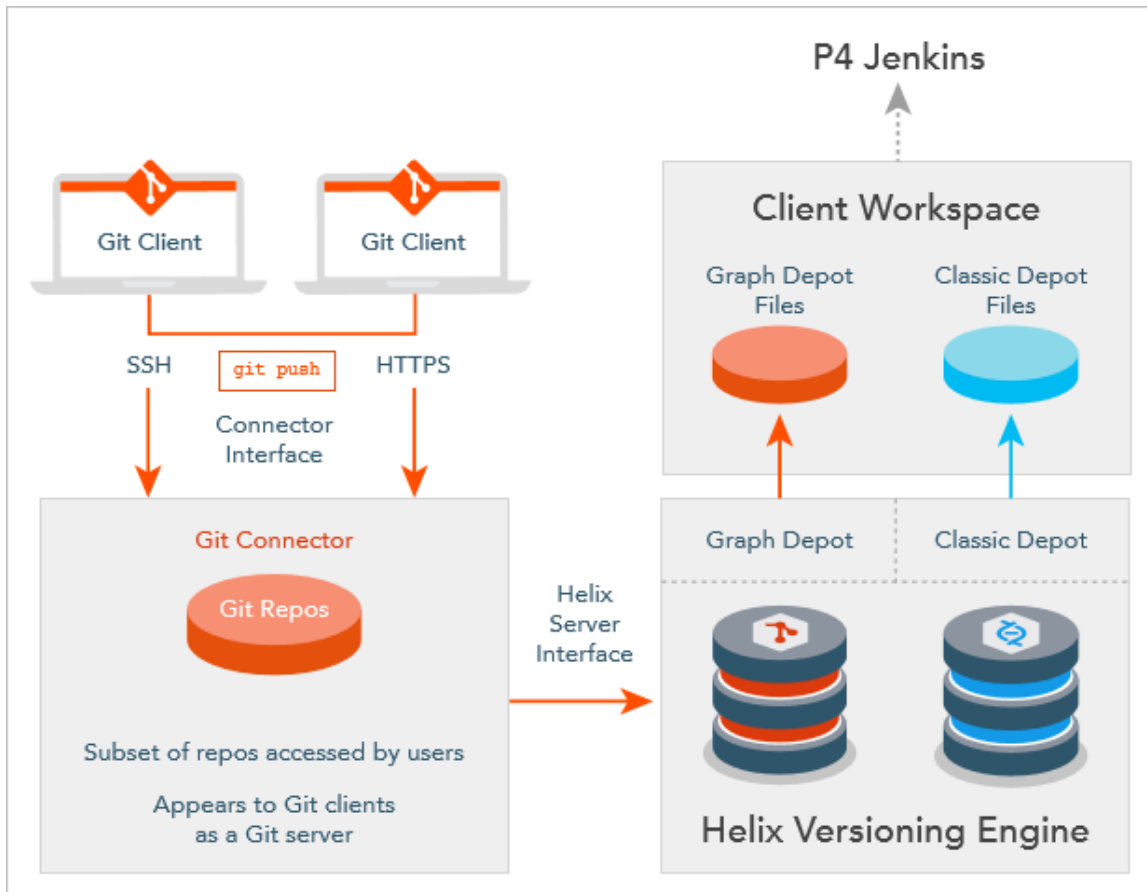 P4 Jenkins
Git Client
Git Client
SSH
git push
HTTPS
Connector
Interface
Git Connector
Git Repos
Subset of repos accessed by users
Appears to Git clients
as a Git server
Helix
Server
Interface
Client Workspace
Graph Depot
Files
Classic Depot
Files
Graph Depot
Classic Depot
Helix Versioning Engine